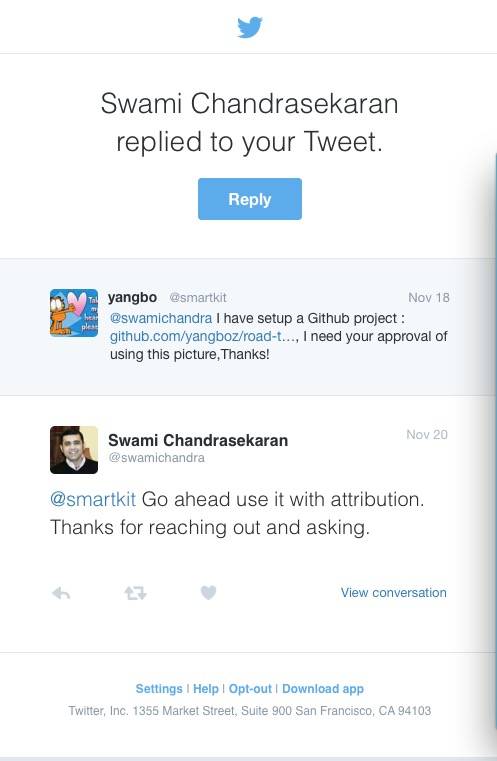 Swami Chandrasekaran
replied to your Tweet.
Reply
yangbo @smartkit Nov 18
@swamichandra I have setup a Github project :
github.com/yangboz/road-t…, I need your approval of
using this picture,Thanks!
Swami Chandrasekaran Nov 20
@swamichandra
@smartkit Go ahead use it with attribution.
Thanks for reaching out and asking.
View conversation
Settings | Help | Opt-out | Download app
Twitter, Inc. 1355 Market Street, Suite 900 San Francisco, CA 94103